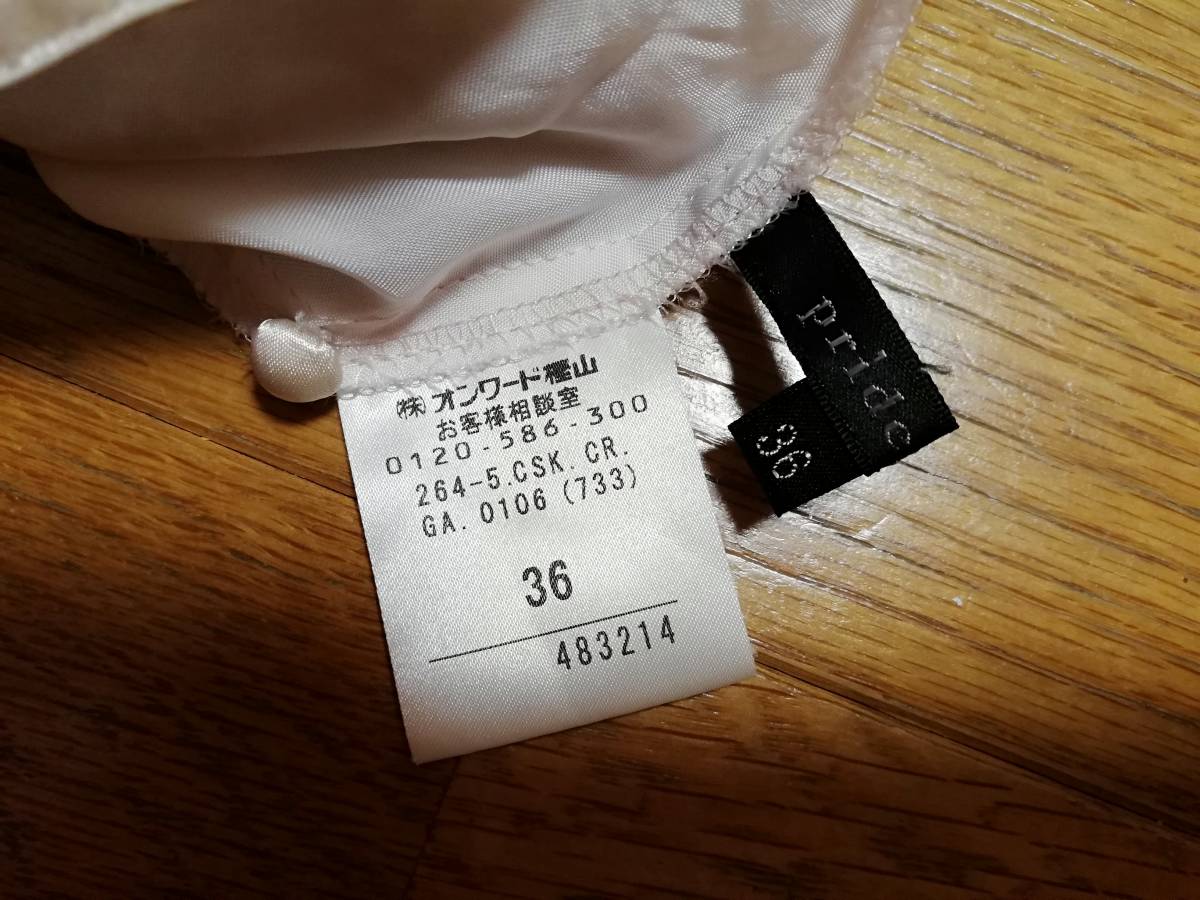 (株)オンワード樫山
お客様相談室
0120-586-300
264-5.CSK.CR.
GA.0106(733)
36
483214
pride
36